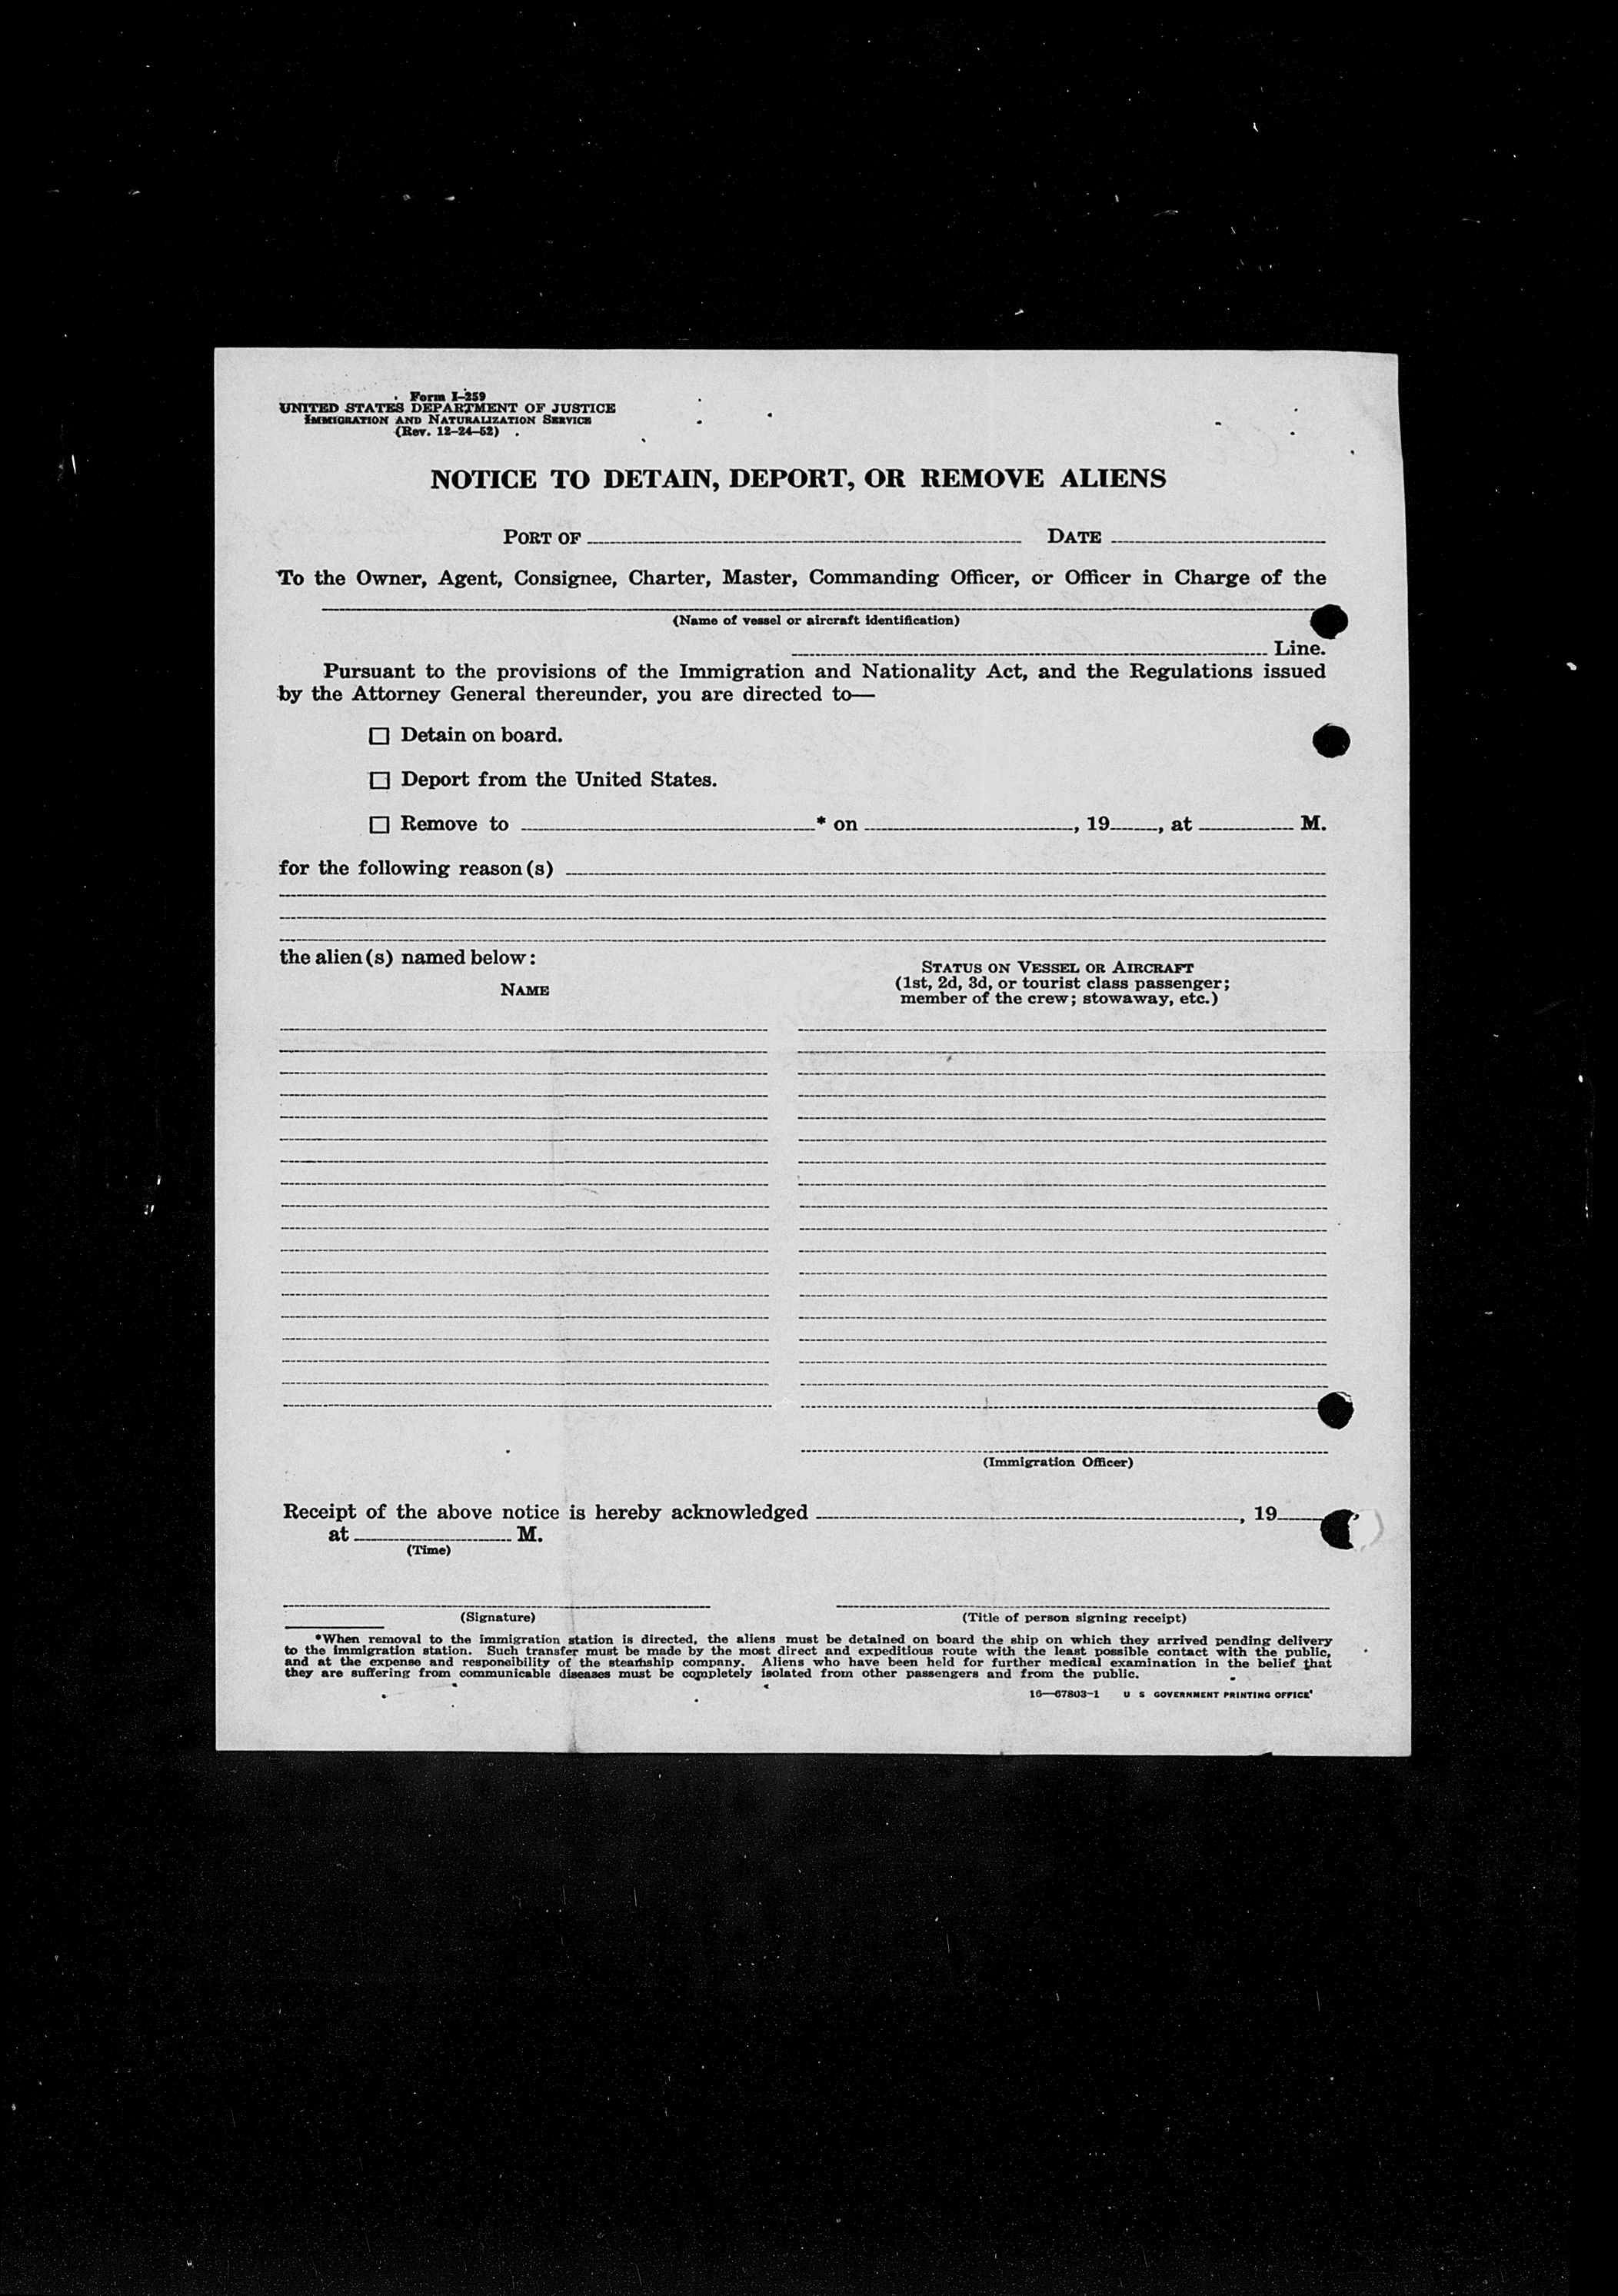 Form I-259
UNITED STATES DEPARTMENT OF JUSTICE
IMMIGRATION AND NATURALIZATION SERVICE
(Rev. 12-24-52)
NOTICE TO DETAIN, DEPORT, OR REMOVE ALIENS
PORT OF DATE
To the Owner, Agent, Consignee, Charter, Master, Commanding Officer, or Officer in Charge of the
(Name of vessel or aircraft identification)
Line.
Pursuant to the provisions of the Immigration and Nationality Act, and the Regulations issued
by the Attorney General thereunder, you are directed to—
☐ Detain on board.
☐ Deport from the United States.
☐ Remove to * on , 19 , at M.
for the following reason(s)
the alien(s) named below:
NAME
STATUS ON VESSEL OR AIRCRAFT
(1st, 2d, 3d, or tourist class passenger;
member of the crew; stowaway, etc.)
(Immigration Officer)
Receipt of the above notice is hereby acknowledged , 19 ,
at M.
(Time)
(Signature) (Title of person signing receipt)
*When removal to the immigration station is directed, the aliens must be detained on board the ship on which they arrived pending delivery
to the immigration station. Such transfer must be made by the most direct and expeditious route with the least possible contact with the public,
and at the expense and responsibility of the steamship company. Aliens who have been held for further medical examination in the belief that
they are suffering from communicable diseases must be completely isolated from other passengers and from the public.
16—67803-1 U S GOVERNMENT PRINTING OFFICE